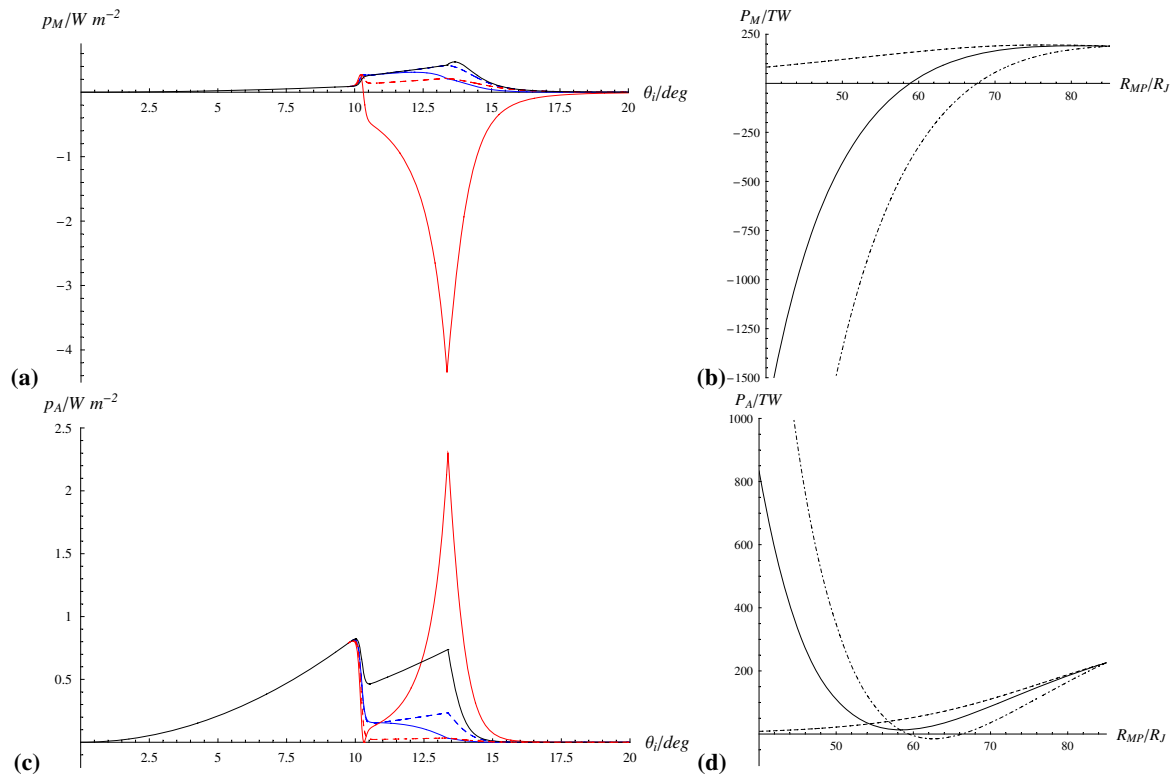 p_M/W m⁻²
2.5 5 7.5 10 12.5 15 17.5 20
θ_i/deg
−1
−2
−3
−4
(a)
P_M/TW
250
50 60 70 80
R_MP/R_J
−250
−500
−750
−1000
−1250
−1500
(b)
p_A/W m⁻²
2.5
2
1.5
1
0.5
2.5 5 7.5 10 12.5 15 17.5 20
θ_i/deg
(c)
P_A/TW
1000
800
600
400
200
50 60 70 80
R_MP/R_J
(d)